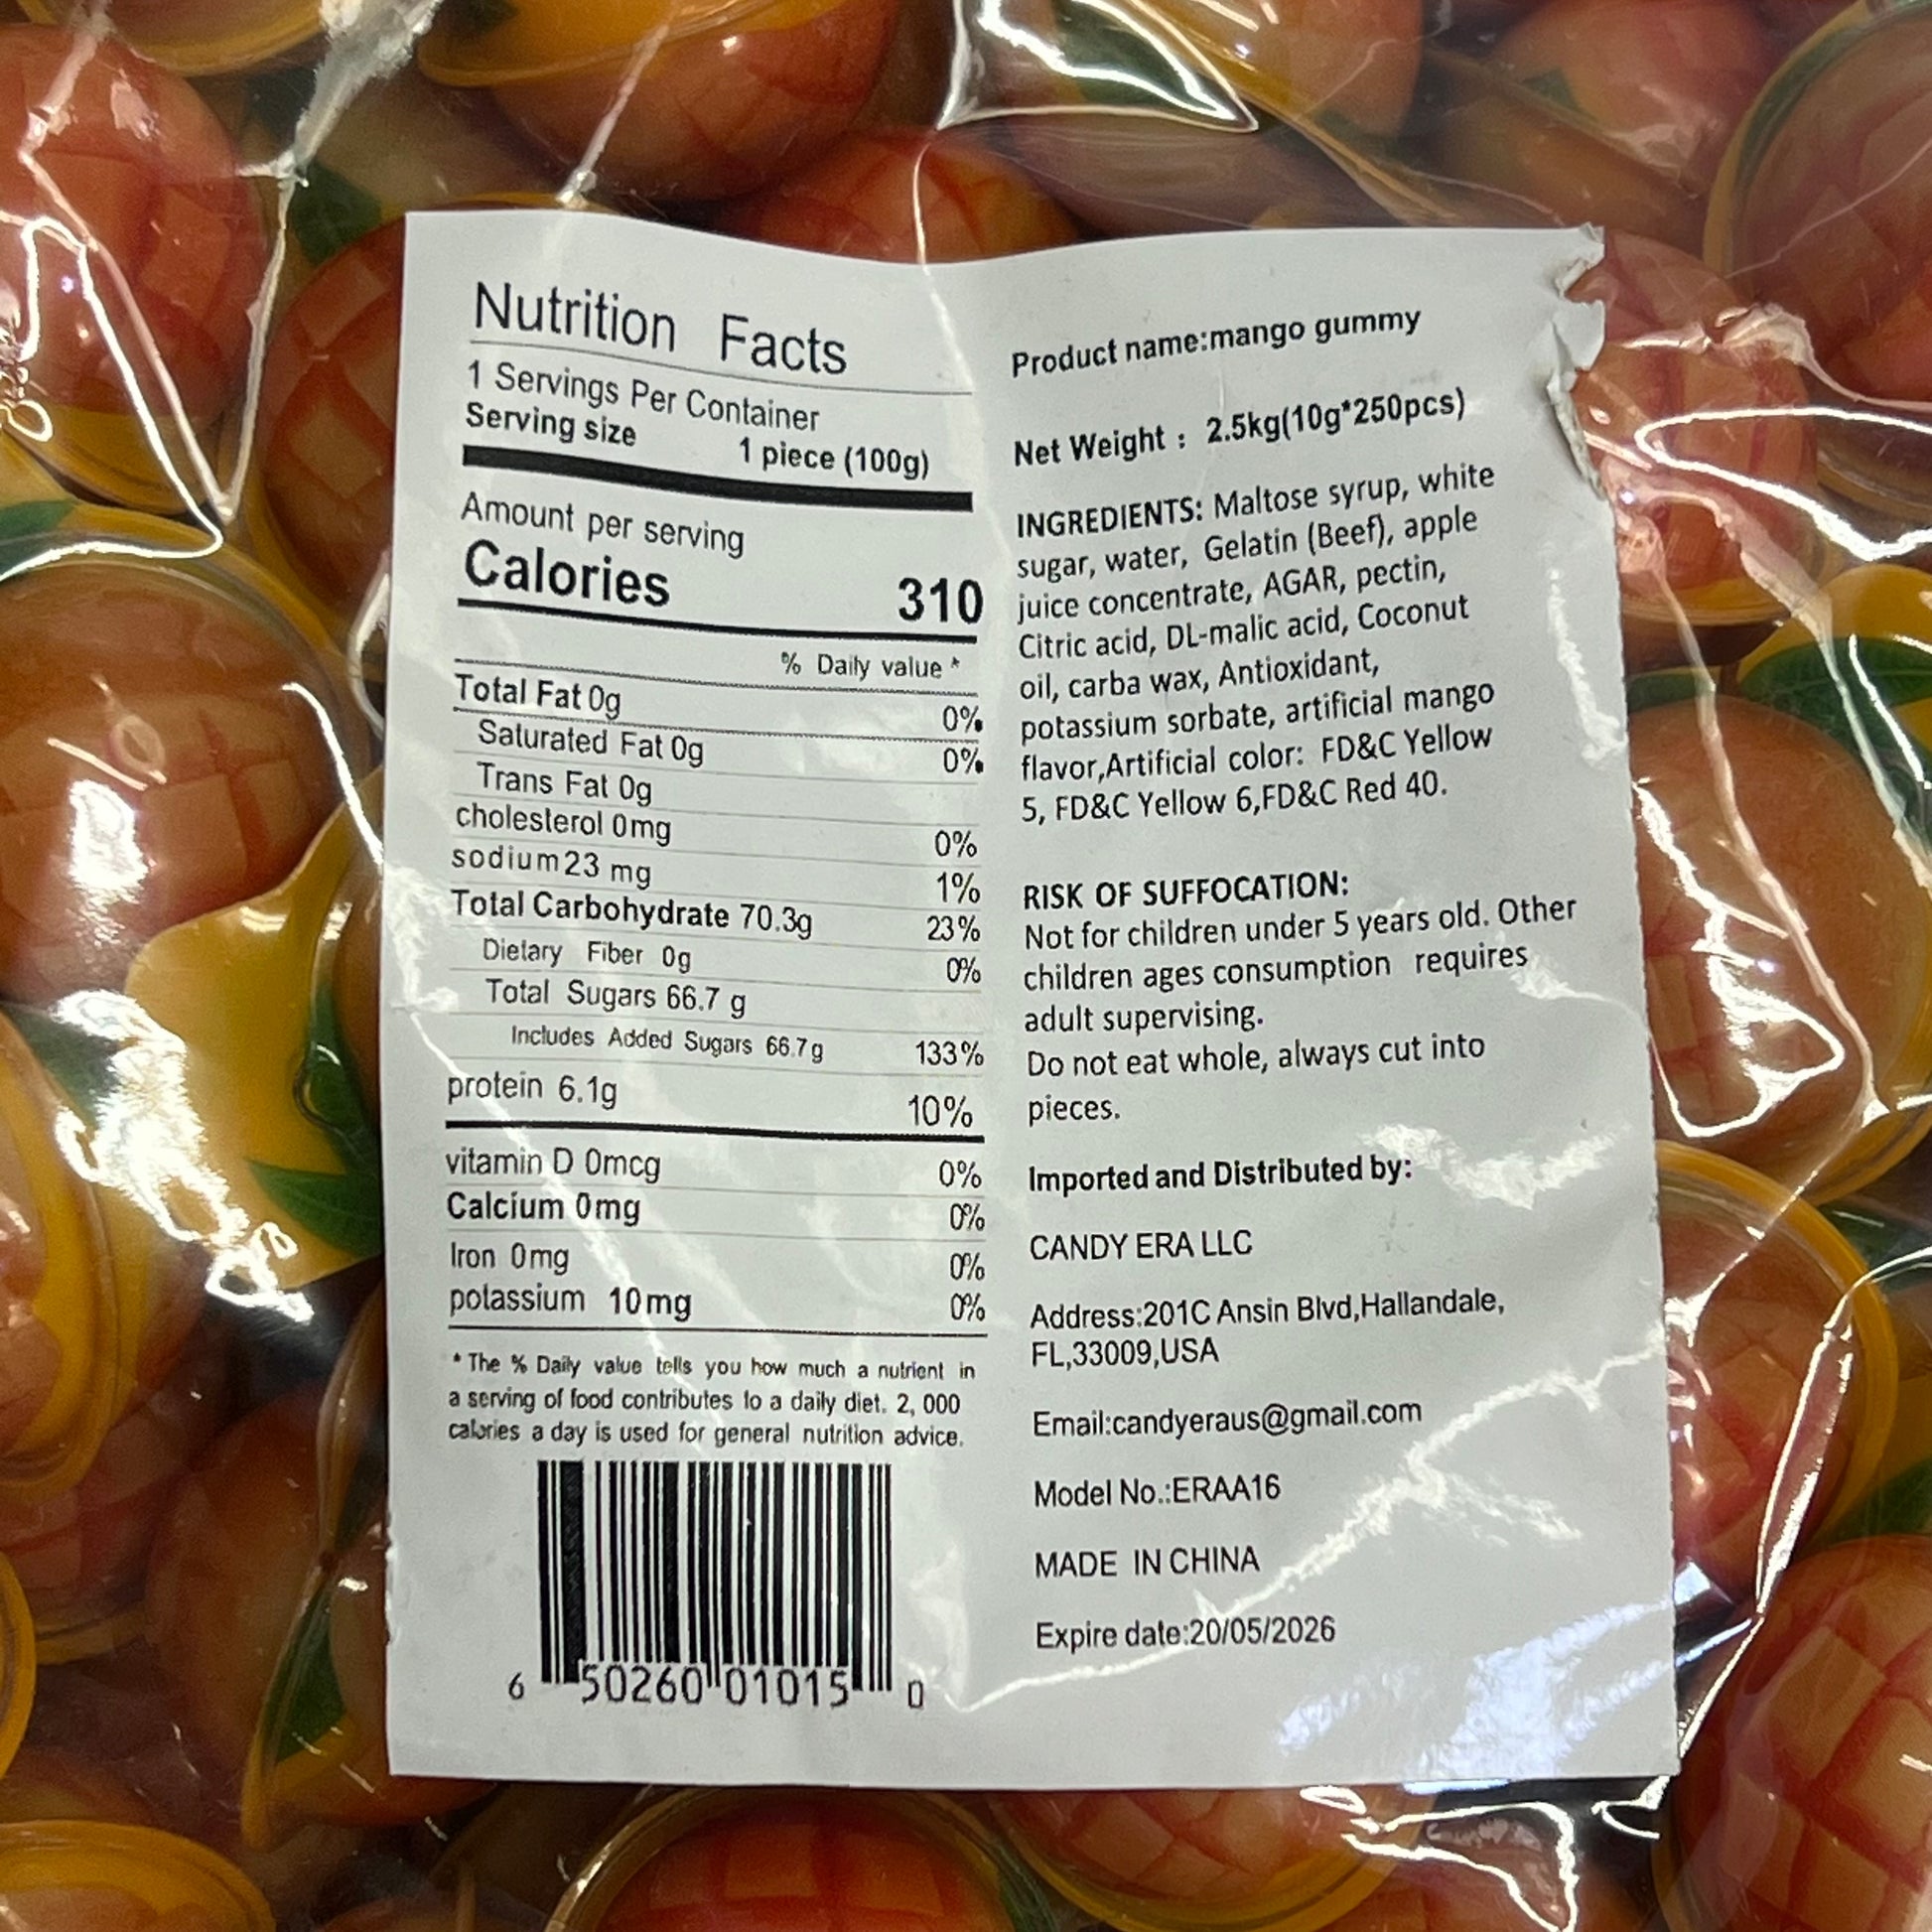 Nutrition Facts
1 Servings Per Container
Serving size 1 piece (100g)
Amount per serving
Calories 310
% Daily value *
Total Fat 0g 0%
Saturated Fat 0g 0%
Trans Fat 0g
cholesterol 0mg 0%
sodium23 mg 1%
Total Carbohydrate 70.3g 23%
Dietary Fiber 0g 0%
Total Sugars 66.7 g
Includes Added Sugars 66.7g 133%
protein 6.1g 10%
vitamin D 0mcg 0%
Calcium 0mg 0%
Iron 0mg 0%
potassium 10mg 0%
* The % Daily value tells you how much a nutrient in
a serving of food contributes to a daily diet. 2, 000
calories a day is used for general nutrition advice.
6 50260 01015 0
Product name:mango gummy
Net Weight : 2.5kg(10g*250pcs)
INGREDIENTS: Maltose syrup, white
sugar, water, Gelatin (Beef), apple
juice concentrate, AGAR, pectin,
Citric acid, DL-malic acid, Coconut
oil, carba wax, Antioxidant,
potassium sorbate, artificial mango
flavor,Artificial color: FD&C Yellow
5, FD&C Yellow 6,FD&C Red 40.
RISK OF SUFFOCATION:
Not for children under 5 years old. Other
children ages consumption requires
adult supervising.
Do not eat whole, always cut into
pieces.
Imported and Distributed by:
CANDY ERA LLC
Address:201C Ansin Blvd,Hallandale,
FL,33009,USA
Email:candyeraus@gmail.com
Model No.:ERAA16
MADE IN CHINA
Expire date:20/05/2026